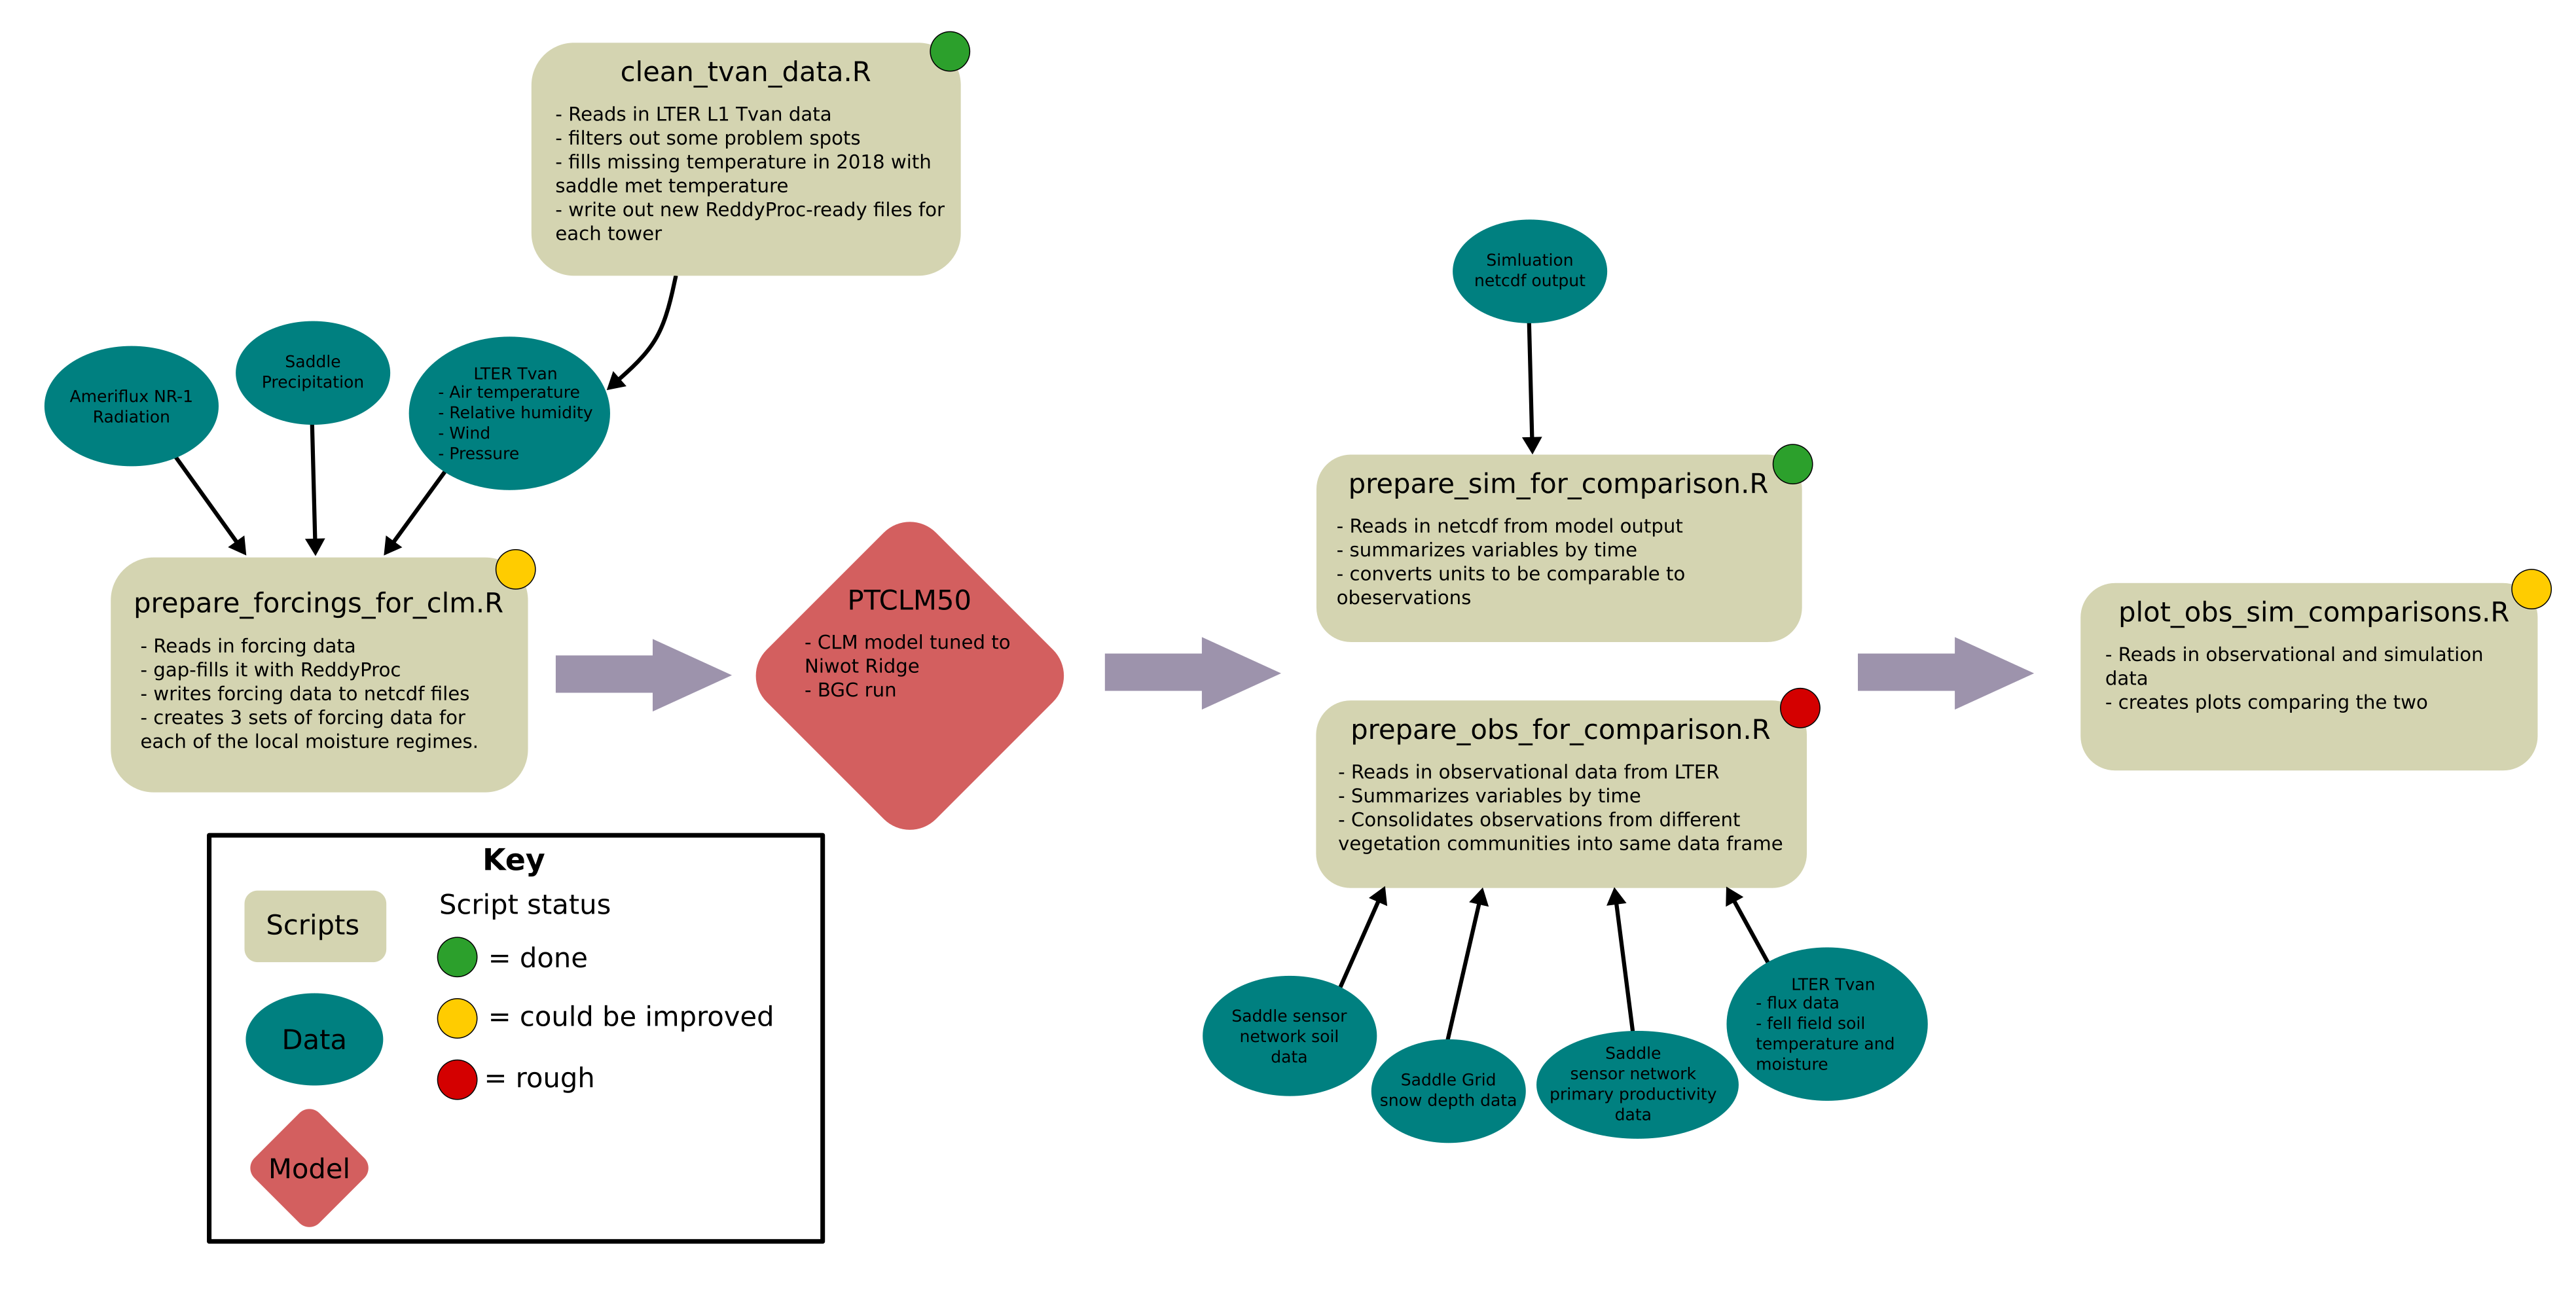 clean_tvan_data.R
- Reads in LTER L1 Tvan data
- filters out some problem spots
- fills missing temperature in 2018 with
saddle met temperature
- write out new ReddyProc-ready files for
each tower
Ameriflux NR-1
Radiation
Saddle
Precipitation
LTER Tvan
- Air temperature
- Relative humidity
- Wind
- Pressure
prepare_forcings_for_clm.R
- Reads in forcing data
- gap-fills it with ReddyProc
- writes forcing data to netcdf files
- creates 3 sets of forcing data for
each of the local moisture regimes.
PTCLM50
- CLM model tuned to
Niwot Ridge
- BGC run
Simluation
netcdf output
prepare_sim_for_comparison.R
- Reads in netcdf from model output
- summarizes variables by time
- converts units to be comparable to
obeservations
prepare_obs_for_comparison.R
- Reads in observational data from LTER
- Summarizes variables by time
- Consolidates observations from different
vegetation communities into same data frame
Saddle sensor
network soil
data
Saddle Grid
snow depth data
Saddle
sensor network
primary productivity
data
LTER Tvan
- flux data
- fell field soil
temperature and
moisture
plot_obs_sim_comparisons.R
- Reads in observational and simulation
data
- creates plots comparing the two
Key
Scripts
Data
Model
Script status
= done
= could be improved
= rough